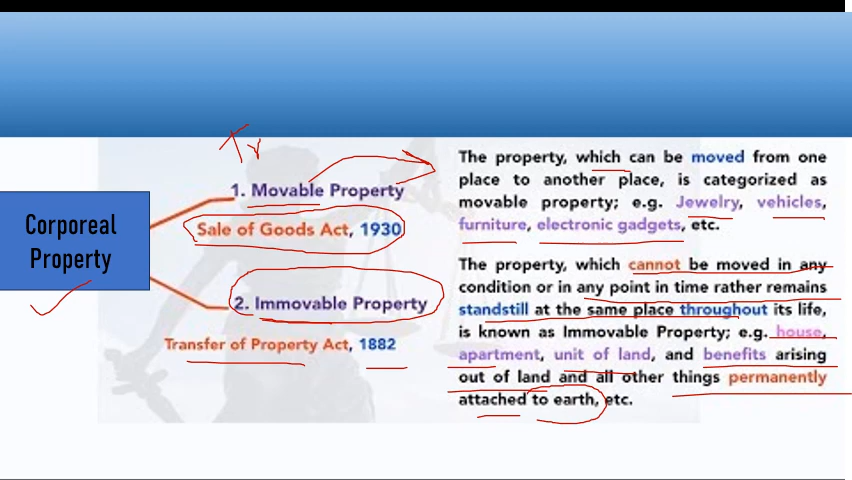 Tr
1. Movable Property
Sale of Goods Act, 1930
Corporeal
Property
2. Immovable Property
Transfer of Property Act, 1882
The property, which can be moved from one
place to another place, is categorized as
movable property; e.g. Jewelry, vehicles,
furniture, electronic gadgets, etc.
The property, which cannot be moved in any
condition or in any point in time rather remains
standstill at the same place throughout its life,
is known as Immovable Property; e.g. house,
apartment, unit of land, and benefits arising
out of land and all other things permanently
attached to earth, etc.